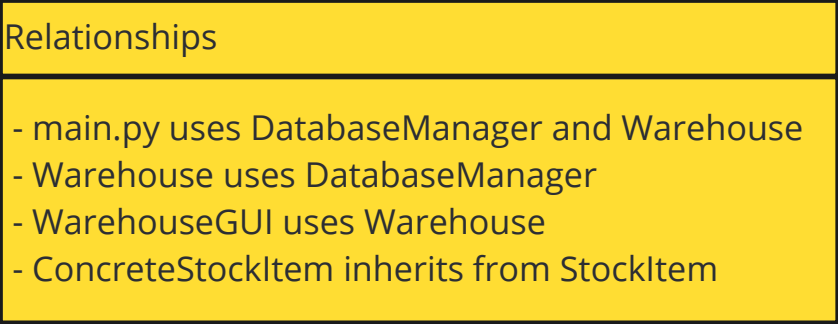 Relationships
- main.py uses DatabaseManager and Warehouse
- Warehouse uses DatabaseManager
- WarehouseGUI uses Warehouse
- ConcreteStockItem inherits from StockItem